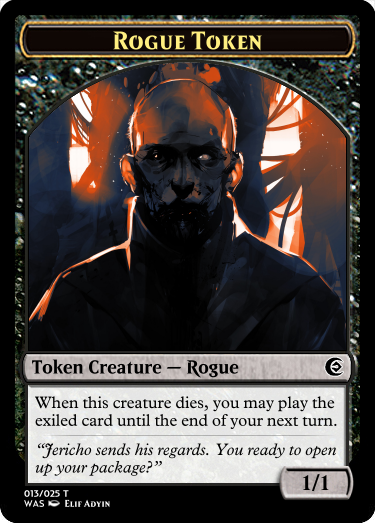 Rogue Token
Token Creature — Rogue
When this creature dies, you may play the
exiled card until the end of your next turn.
“Jericho sends his regards. You ready to open
up your package?”
1/1
013/025 T
WAS Elif Adyin